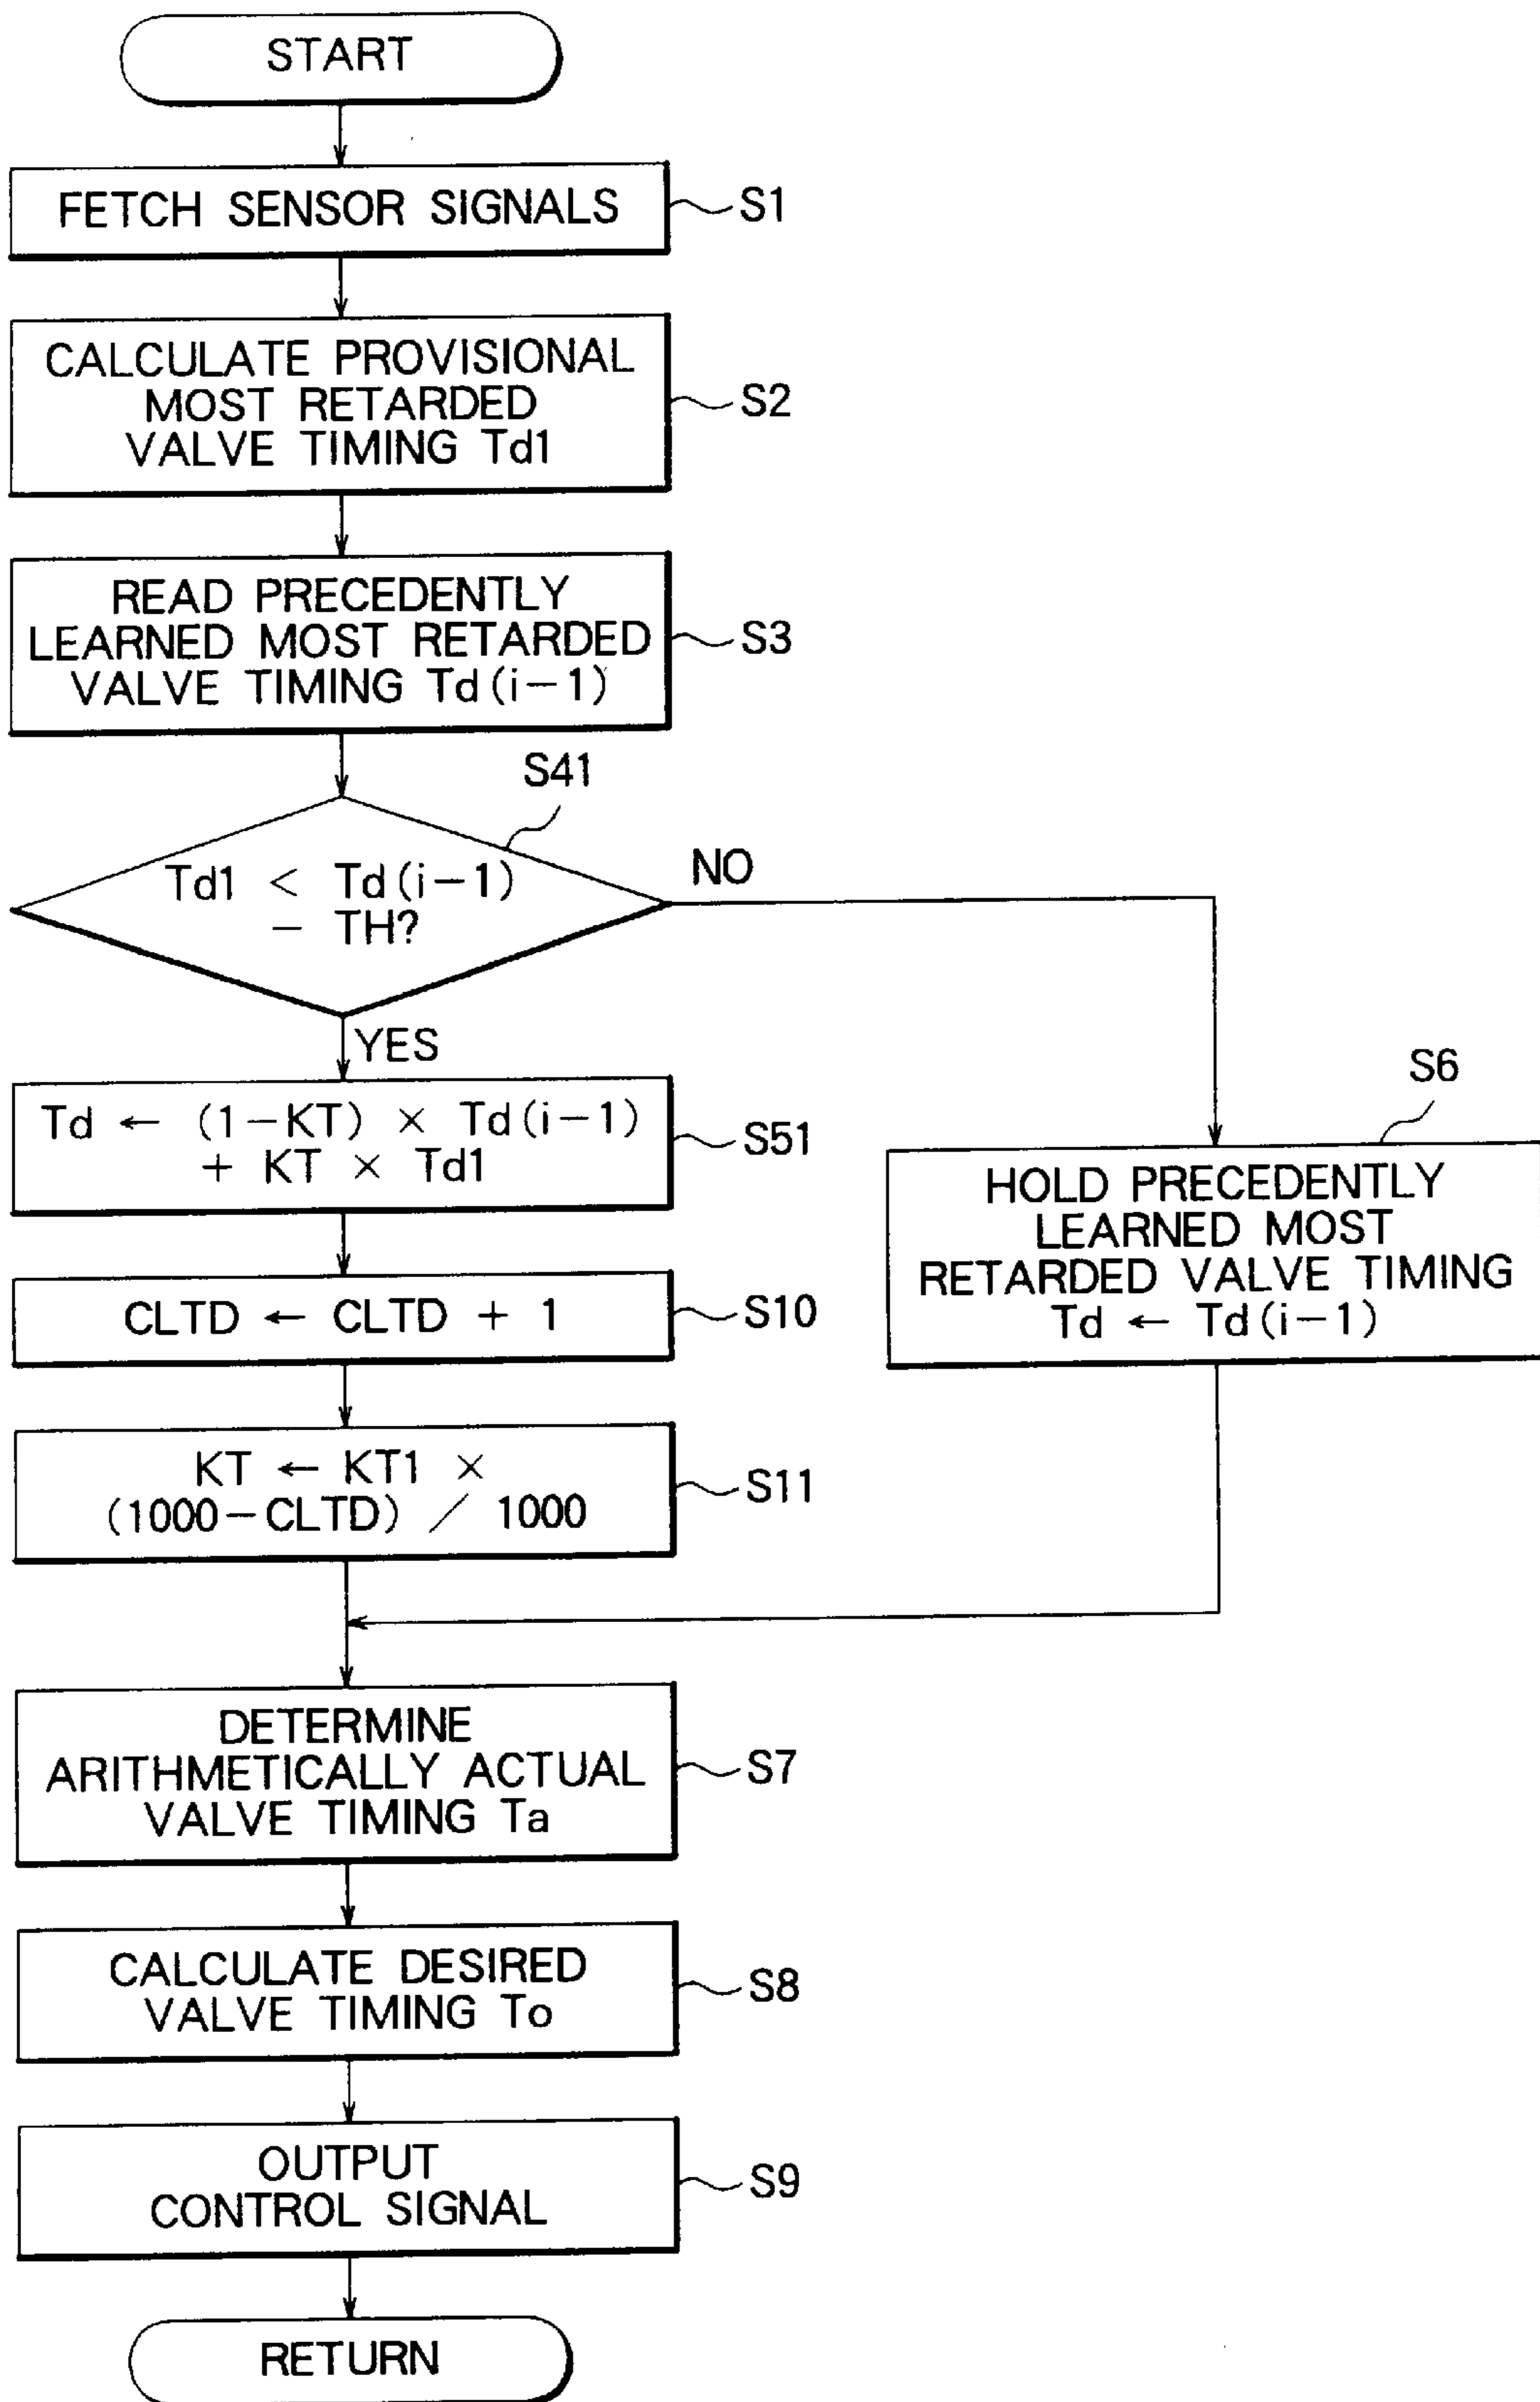 START
FETCH SENSOR SIGNALS
S1
CALCULATE PROVISIONAL
MOST RETARDED
VALVE TIMING Td1
S2
READ PRECEDENTLY
LEARNED MOST RETARDED
VALVE TIMING Td(i-1)
S3
S41
Td1 < Td(i-1)
- TH?
NO
YES
Td ← (1-KT) × Td(i-1)
+ KT × Td1
S51
S6
HOLD PRECEDENTLY
LEARNED MOST
RETARDED VALVE TIMING
Td ← Td(i-1)
CLTD ← CLTD + 1
S10
KT ← KT1 ×
(1000-CLTD) / 1000
S11
DETERMINE
ARITHMETICALLY ACTUAL
VALVE TIMING Ta
S7
CALCULATE DESIRED
VALVE TIMING To
S8
OUTPUT
CONTROL SIGNAL
S9
RETURN